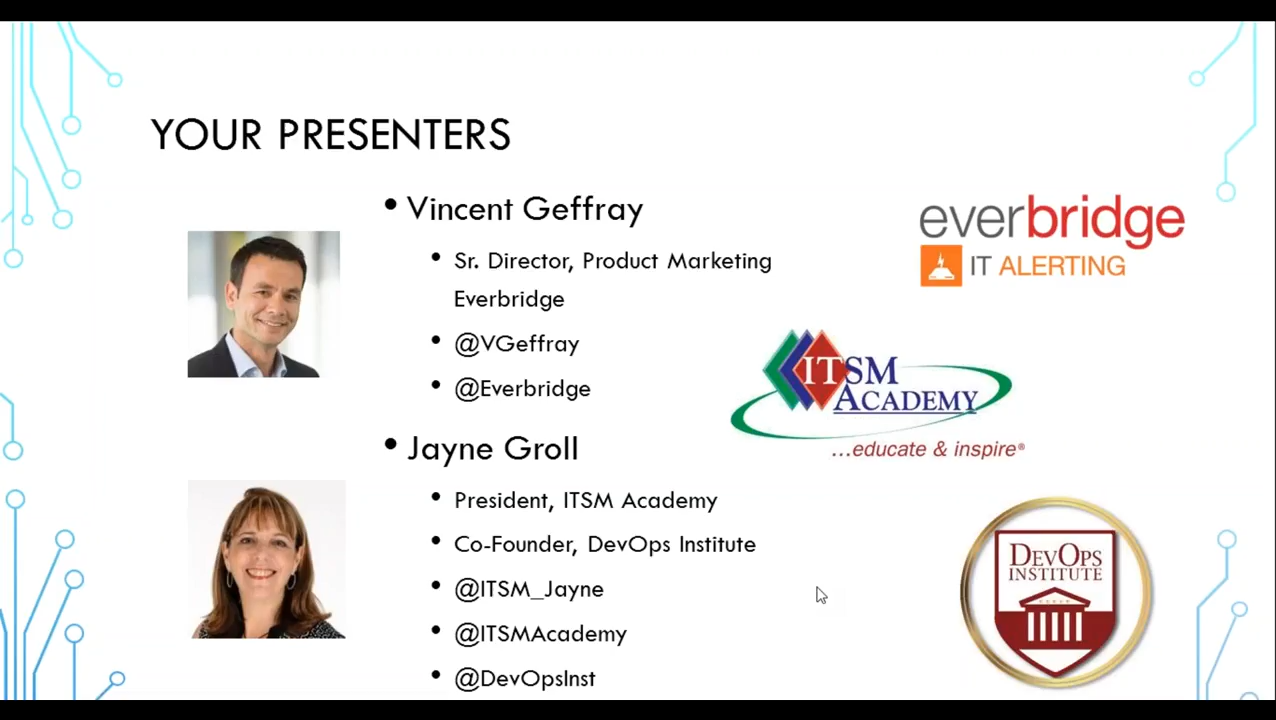 YOUR PRESENTERS
• Vincent Geffray
• Sr. Director, Product Marketing
Everbridge
• @VGeffray
• @Everbridge
• Jayne Groll
• President, ITSM Academy
• Co-Founder, DevOps Institute
• @ITSM_Jayne
• @ITSMAcademy
• @DevOpsInst
everbridge
IT ALERTING
ITSM
ACADEMY
...educate & inspire®
DEVOPS
INSTITUTE